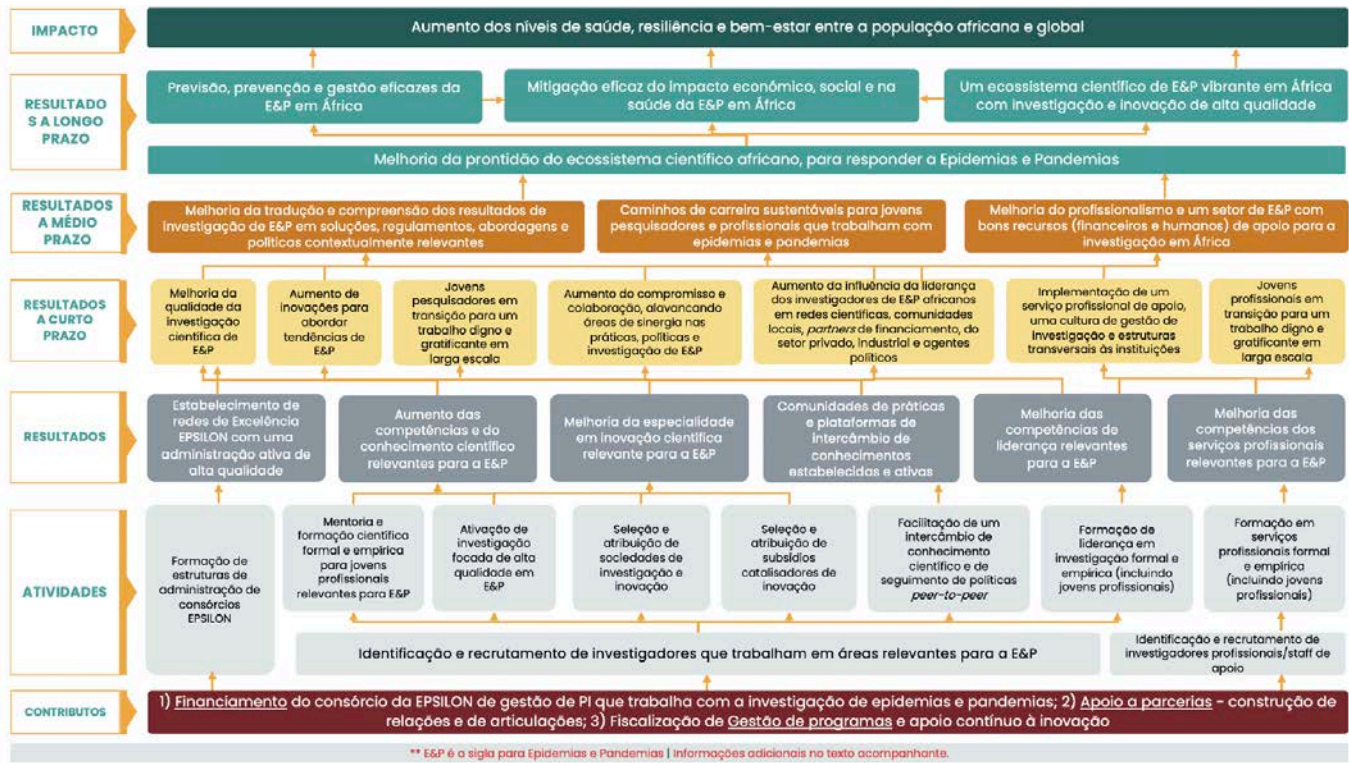 IMPACTO
Aumento dos níveis de saúde, resiliência e bem-estar entre a população africana e global
RESULTADO
S A LONGO
PRAZO
Previsão, prevenção e gestão eficazes da
E&P em África
Mitigação eficaz do impacto econômico, social e na
saúde da E&P em África
Um ecossistema científico de E&P vibrante em África
com investigação e inovação de alta qualidade
Melhoria da prontidão do ecossistema científico africano, para responder a Epidemias e Pandemias
RESULTADOS
A MÉDIO
PRAZO
Melhoria da tradução e compreensão dos resultados de
Investigação de E&P em soluções, regulamentos, abordagens e
políticas contextualmente relevantes
Caminhos de carreira sustentáveis para jovens
pesquisadores e profissionais que trabalham com
epidemias e pandemias
Melhoria do profissionalismo e um setor de E&P com
bons recursos (financeiros e humanos) de apoio para a
investigação em África
RESULTADOS
A CURTO
PRAZO
Melhoria da
qualidade da
investigação
científica de
E&P
Aumento de
inovações para
abordar
tendências de
E&P
Jovens
pesquisadores em
transição para um
trabalho digno e
gratificante em
larga escala
Aumento do compromisso e
colaboração, alavancando
áreas de sinergia nas
práticas, políticas e
investigação de E&P
Aumento da influência da liderança
dos investigadores de E&P africanos
em redes científicas, comunidades
locais, partners de financiamento, do
setor privado, industrial e agentes
políticos
Implementação de um
serviço profissional de apoio,
uma cultura de gestão de
investigação e estruturas
transversais às instituições
Jovens
profissionais em
transição para um
trabalho digno e
gratificante em
larga escala
RESULTADOS
Estabelecimento de
redes de Excelência
EPSILON com uma
administração ativa de
alta qualidade
Aumento das
competências e do
conhecimento científico
relevantes para a E&P
Melhoria da especialidade
em inovação científica
relevante para a E&P
Comunidades de práticas
e plataformas de
intercâmbio de
conhecimentos
estabelecidas e ativas
Melhoria das
competências de
liderança relevantes
para a E&P
Melhoria das
competências dos
serviços profissionais
relevantes para a E&P
ATIVIDADES
Formação de
estruturas de
administração de
consórcios
EPSILON
Mentoria e
formação científica
formal e empírica
para jovens
profissionais
relevantes para E&P
Ativação de
investigação
focada de alta
qualidade em
E&P
Seleção e
atribuição de
sociedades de
investigação e
inovação
Seleção e
atribuição de
subsídios
catalisadores de
inovação
Facilitação de um
intercâmbio de
conhecimento
científico e de
seguimento de políticas
peer-to-peer
Formação de
liderança em
investigação formal e
empírica (incluindo
jovens profissionais)
Formação em
serviços
profissionais formal e
empírica
(incluindo jovens
profissionais)
Identificação e recrutamento de investigadores que trabalham em áreas relevantes para a E&P
Identificação e recrutamento de
investigadores profissionais/staff de
apoio
CONTRIBUTOS
1) Financiamento do consórcio da EPSILON de gestão de PI que trabalha com a investigação de epidemias e pandemias; 2) Apoio a parcerias - construção de
relações e de articulações; 3) Fiscalização de Gestão de programas e apoio contínuo à inovação
** E&P é a sigla para Epidemias e Pandemias | Informações adicionais no texto acompanhante.